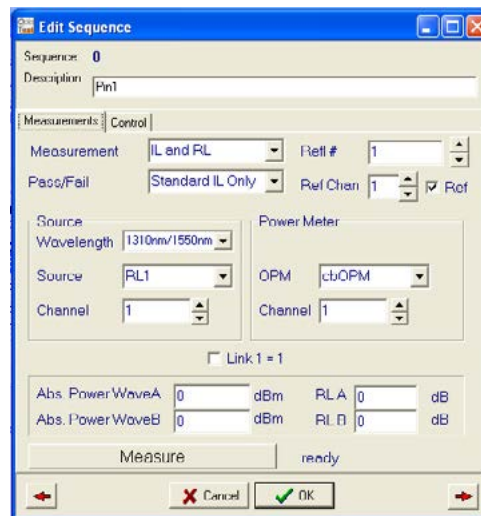 Edit Sequence
Sequence 0
Description Pin1
Measurements Control
Measurement IL and RL Refl # 1
Pass/Fail Standard IL Only Ref Chan 1 Ref
Source Power Meter
Wavelength 1310nm/1550nm
Source RL1 OPM cbOPM
Channel 1 Channel 1
Link 1 = 1
Abs. Power WaveA 0 dBm RL A 0 dB
Abs. Power WaveB 0 dBm RL B 0 dB
Measure ready
Cancel OK